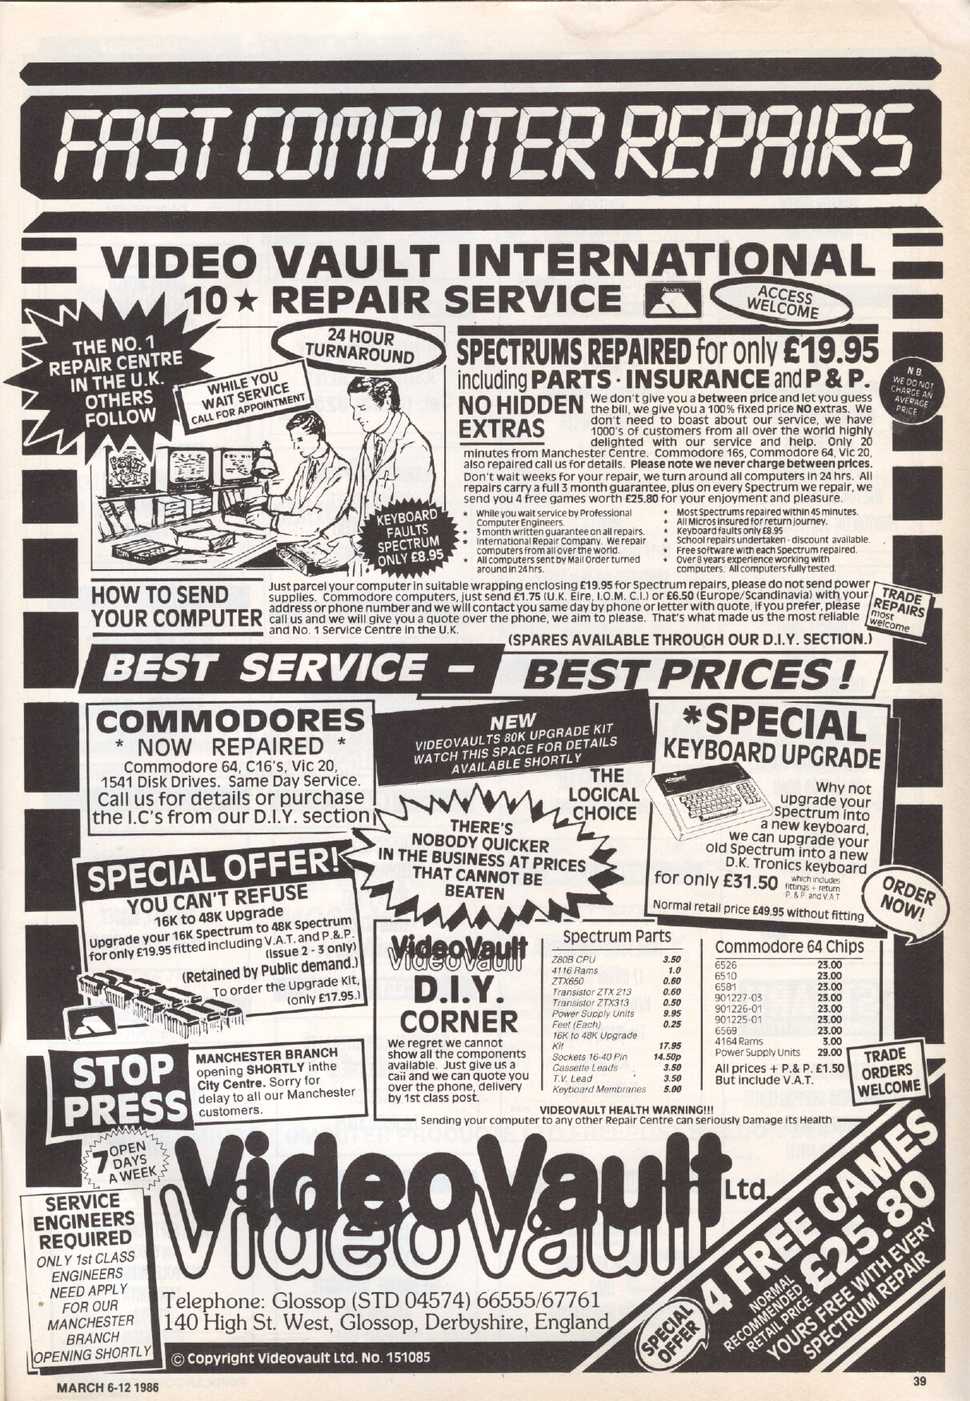 FAST COMPUTER REPAIRS
VIDEO VAULT INTERNATIONAL
10 ★ REPAIR SERVICE
ACCESS
WELCOME
THE NO. 1
REPAIR CENTRE
IN THE U.K.
OTHERS
FOLLOW
WHILE YOU
WAIT SERVICE
CALL FOR APPOINTMENT
24 HOUR
TURNAROUND
KEYBOARD
FAULTS
SPECTRUM
ONLY £8.95
SPECTRUMS REPAIRED for only £19.95
including PARTS · INSURANCE and P & P.
N.B.
WE DO NOT
CHARGE AN
AVERAGE
PRICE
NO HIDDEN
EXTRAS
We don't give you a between price and let you guess
the bill, we give you a 100% fixed price NO extras. We
don't need to boast about our service, we have
1000's of customers from all over the world highly
delighted with our service and help. Only 20
minutes from Manchester Centre. Commodore 16s, Commodore 64, Vic 20,
also repaired call us for details. Please note we never charge between prices.
Don't wait weeks for your repair, we turn around all computers in 24 hrs. All
repairs carry a full 3 month guarantee, plus on every Spectrum we repair, we
send you 4 free games worth £25.80 for your enjoyment and pleasure.
* While you wait service by Professional
Computer Engineers.
* 3 month written guarantee on all repairs.
* International Repair Company. We repair
computers from all over the world.
* All computers sent by Mail Order turned
around in 24 hrs.
* Most Spectrums repaired within 45 minutes.
* All Micros insured for return journey.
* Keyboard faults only £8.95
* School repairs undertaken - discount available.
* Free software with each Spectrum repaired.
* Over 8 years experience working with
computers. All computers fully tested.
HOW TO SEND
YOUR COMPUTER
Just parcel your computer in suitable wrapping enclosing £19.95 for Spectrum repairs, please do not send power
supplies. Commodore computers, just send £1.75 (U.K. Eire, I.O.M. C.I.) or £6.50 (Europe/Scandinavia) with your
address or phone number and we will contact you same day by phone or letter with quote, if you prefer, please
call us and we will give you a quote over the phone, we aim to please. That's what made us the most reliable
and No. 1 Service Centre in the U.K.
(SPARES AVAILABLE THROUGH OUR D.I.Y. SECTION.)
TRADE
REPAIRS
most
welcome
BEST SERVICE -
BEST PRICES!
COMMODORES
* NOW REPAIRED *
Commodore 64, C16's, Vic 20,
1541 Disk Drives. Same Day Service.
Call us for details or purchase
the I.C's from our D.I.Y. section
NEW
VIDEOVAULTS 80K UPGRADE KIT
WATCH THIS SPACE FOR DETAILS
AVAILABLE SHORTLY
THE
LOGICAL
CHOICE
*SPECIAL
KEYBOARD UPGRADE
Why not
upgrade your
Spectrum into
a new keyboard,
we can upgrade your
old Spectrum into a new
D.K. Tronics keyboard
for only £31.50 which includes
fittings + return
P. & P. and V.A.T
Normal retail price £49.95 without fitting
ORDER
NOW!
THERE'S
NOBODY QUICKER
IN THE BUSINESS AT PRICES
THAT CANNOT BE
BEATEN
SPECIAL OFFER!
YOU CAN'T REFUSE
16K to 48K Upgrade
Upgrade your 16K Spectrum to 48K Spectrum
for only £19.95 fitted including V.A.T. and P.&.P.
(issue 2 - 3 only)
(Retained by Public demand.)
To order the Upgrade Kit,
(only £17.95.)
VideoVault
VideoVault
D.I.Y.
CORNER
We regret we cannot
show all the components
available. Just give us a
call and we can quote you
over the phone, delivery
by 1st class post.
Spectrum Parts
Z80B CPU 3.50
4116 Rams 1.0
ZTX650 0.60
Transistor ZTX 213 0.60
Transistor ZTX313 0.50
Power Supply Units 9.95
Feet (Each) 0.25
16K to 48K Upgrade
Kit 17.95
Sockets 16-40 Pin 14.50p
Cassette Leads 3.50
T.V. Lead 3.50
Keyboard Membranes 5.00
Commodore 64 Chips
6526 23.00
6510 23.00
6581 23.00
901227-03 23.00
901226-01 23.00
901225-01 23.00
6569 23.00
4164 Rams 3.00
Power Supply Units 29.00
All prices + P.& P. £1.50
But include V.A.T.
TRADE
ORDERS
WELCOME
STOP
PRESS
MANCHESTER BRANCH
opening SHORTLY in the
City Centre. Sorry for
delay to all our Manchester
customers.
VIDEOVAULT HEALTH WARNING!!!
Sending your computer to any other Repair Centre can seriously Damage its Health
7 OPEN
DAYS
A WEEK
VideoVault Ltd.
VideoVault
SERVICE
ENGINEERS
REQUIRED
ONLY 1st CLASS
ENGINEERS
NEED APPLY
FOR OUR
MANCHESTER
BRANCH
OPENING SHORTLY
Telephone: Glossop (STD 04574) 66555/67761
140 High St. West, Glossop, Derbyshire, England
© Copyright Videovault Ltd. No. 151085
SPECIAL
OFFER
4 FREE GAMES
NORMAL
RECOMMENDED
RETAIL PRICE
£25.80
YOURS FREE WITH EVERY
SPECTRUM REPAIR
MARCH 6-12 1986
39